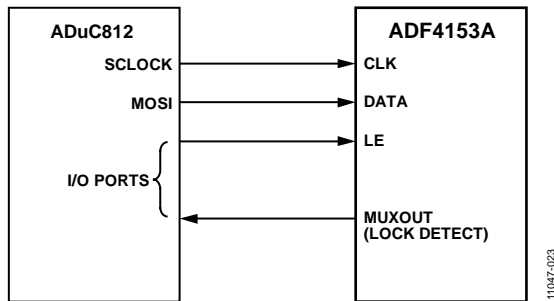 ADuC812
ADF4153A
SCLOCK
CLK
MOSI
DATA
LE
I/O PORTS
MUXOUT
(LOCK DETECT)
11047-023